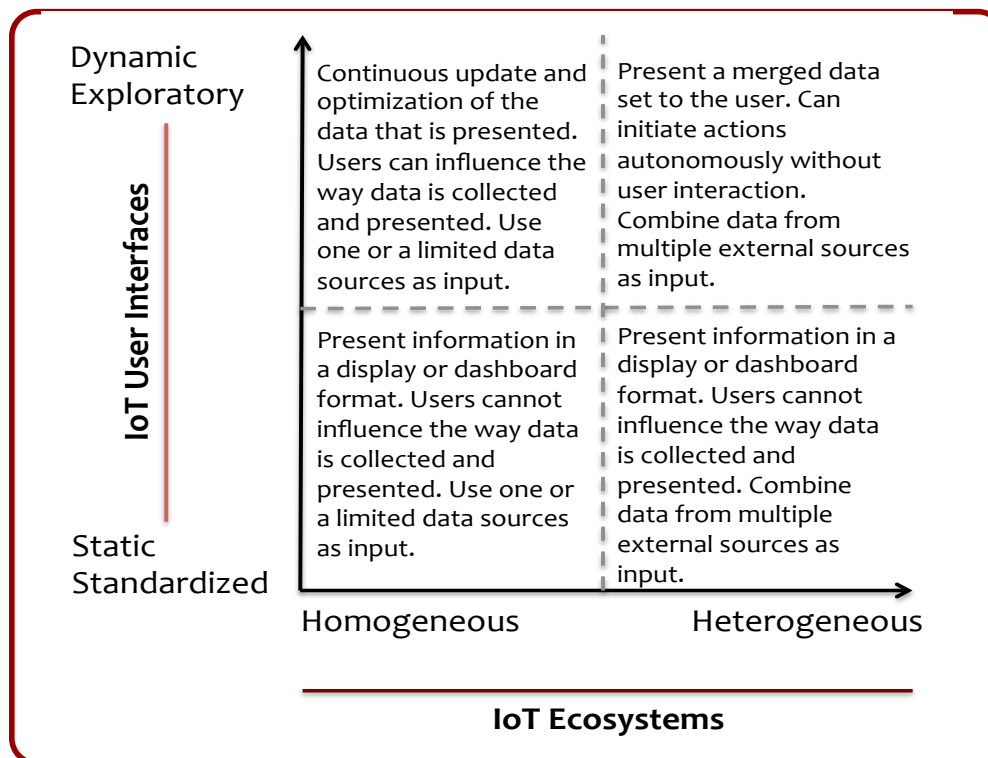 Dynamic
Exploratory
IoT User Interfaces
Static
Standardized
Continuous update and
optimization of the
data that is presented.
Users can influence the
way data is collected
and presented. Use
one or a limited data
sources as input.
Present a merged data
set to the user. Can
initiate actions
autonomously without
user interaction.
Combine data from
multiple external sources
as input.
Present information in
a display or dashboard
format. Users cannot
influence the way data
is collected and
presented. Use one or
a limited data sources
as input.
Present information in a
display or dashboard
format. Users cannot
influence the way data
is collected and
presented. Combine
data from multiple
external sources as
input.
Homogeneous
Heterogeneous
IoT Ecosystems